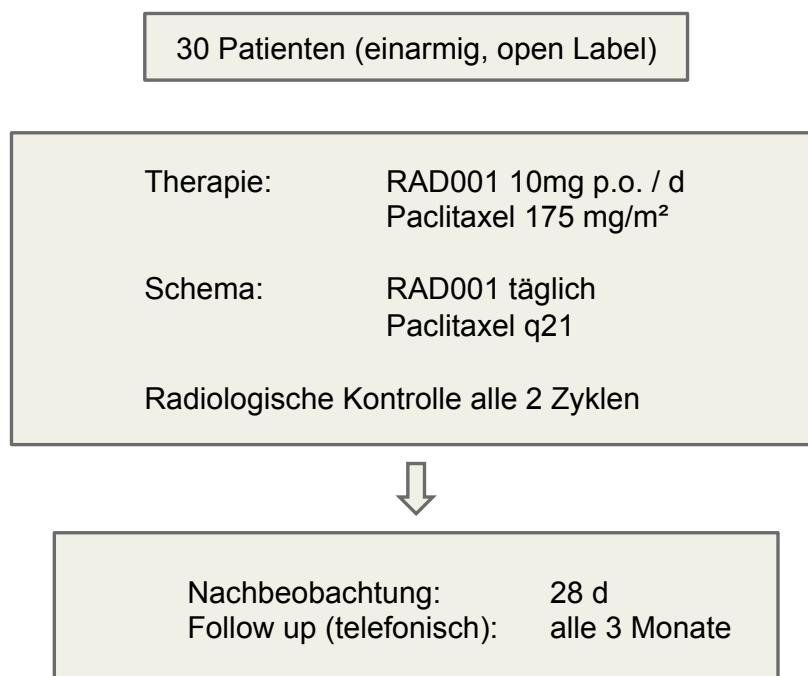 30 Patienten (einarmig, open Label)
Therapie: RAD001 10mg p.o. / d
Paclitaxel 175 mg/m²
Schema: RAD001 täglich
Paclitaxel q21
Radiologische Kontrolle alle 2 Zyklen
Nachbeobachtung: 28 d
Follow up (telefonisch): alle 3 Monate